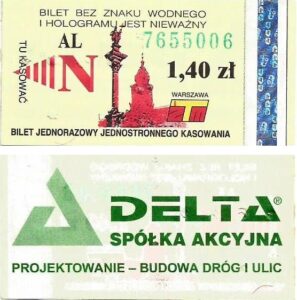 BILET BEZ ZNAKU WODNEGO
I HOLOGRAMU JEST NIEWAŻNY
TU KASOWAĆ
AL 7655006
N 1,40 zł
WARSZAWA
ZTM
BILET JEDNORAZOWY JEDNOSTRONNEGO KASOWANIA
DELTA®
SPÓŁKA AKCYJNA
PROJEKTOWANIE – BUDOWA DRÓG I ULIC